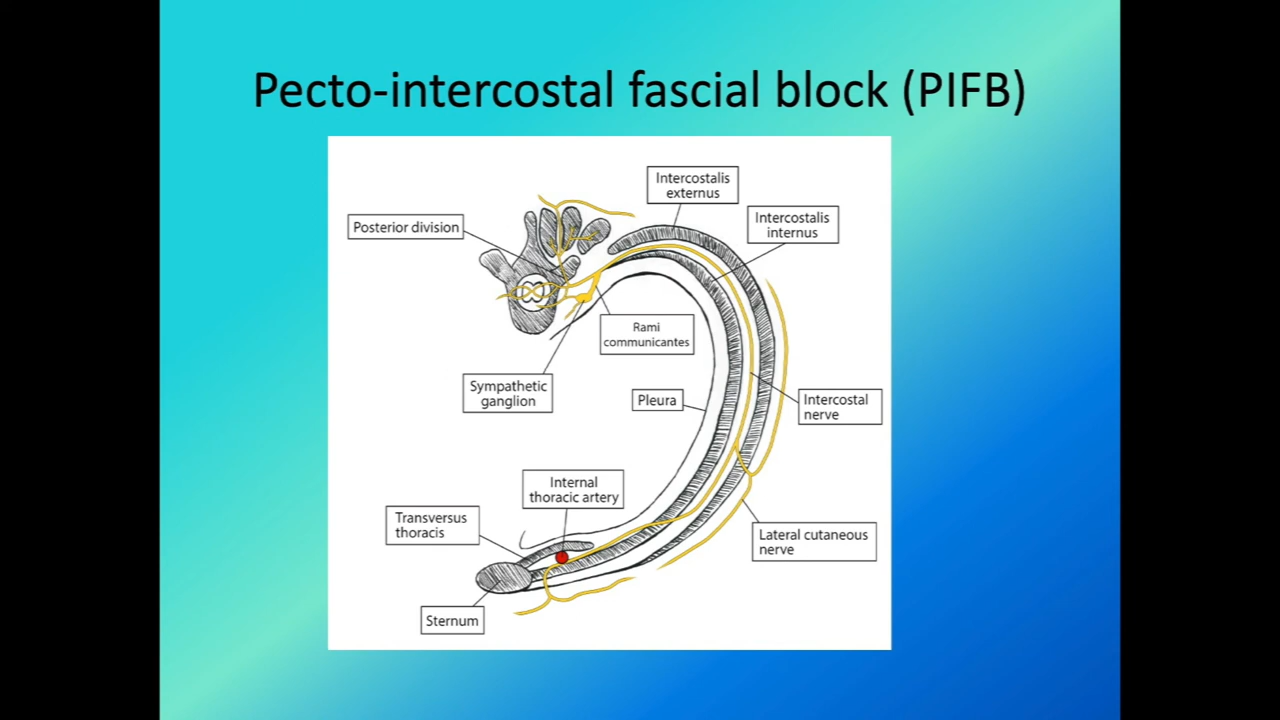 Pecto-intercostal fascial block (PIFB)
Intercostalis
externus
Intercostalis
internus
Posterior division
Rami
communicantes
Sympathetic
ganglion
Pleura
Intercostal
nerve
Internal
thoracic artery
Transversus
thoracis
Lateral cutaneous
nerve
Sternum